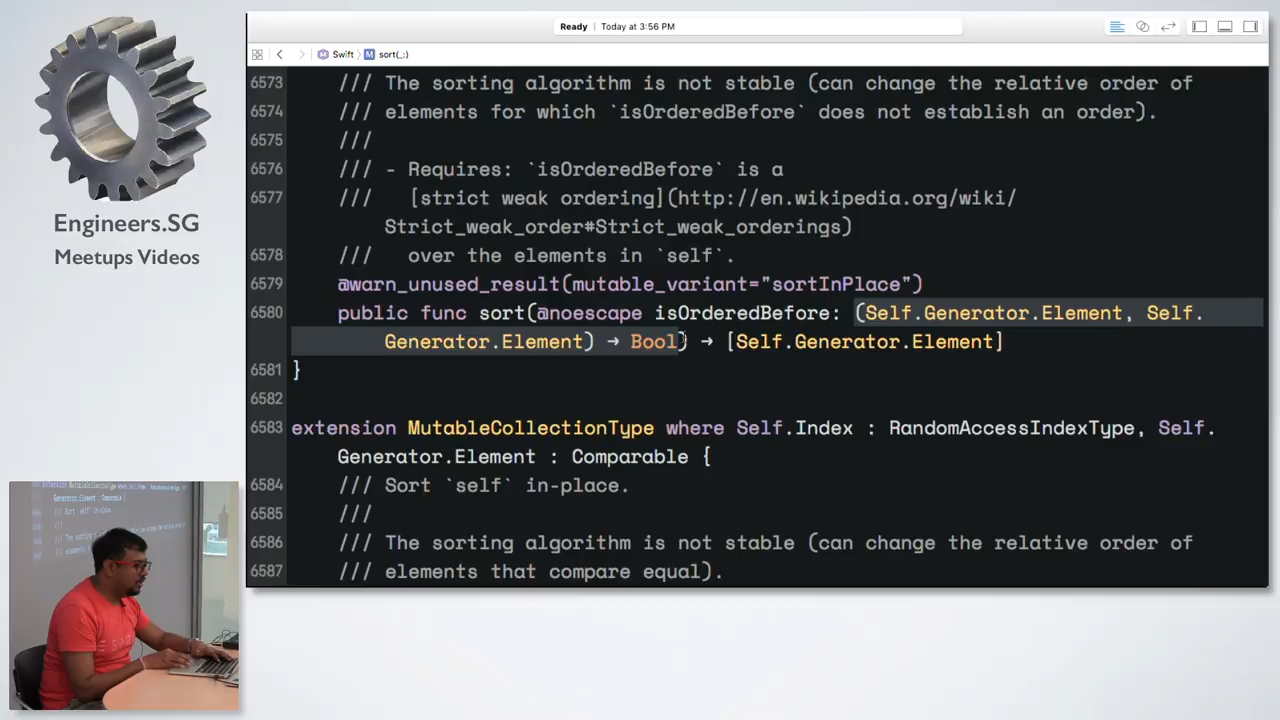 Ready | Today at 3:56 PM
Swift > M sort(_:)
6573 /// The sorting algorithm is not stable (can change the relative order of
6574 /// elements for which `isOrderedBefore` does not establish an order).
6575 ///
6576 /// - Requires: `isOrderedBefore` is a
6577 /// [strict weak ordering](http://en.wikipedia.org/wiki/
Strict_weak_order#Strict_weak_orderings)
6578 /// over the elements in `self`.
6579 @warn_unused_result(mutable_variant="sortInPlace")
6580 public func sort(@noescape isOrderedBefore: (Self.Generator.Element, Self.
Generator.Element) → Bool) → [Self.Generator.Element]
6581 }
6582
6583 extension MutableCollectionType where Self.Index : RandomAccessIndexType, Self.
Generator.Element : Comparable {
6584 /// Sort `self` in-place.
6585 ///
6586 /// The sorting algorithm is not stable (can change the relative order of
6587 /// elements that compare equal).
Engineers.SG
Meetups Videos